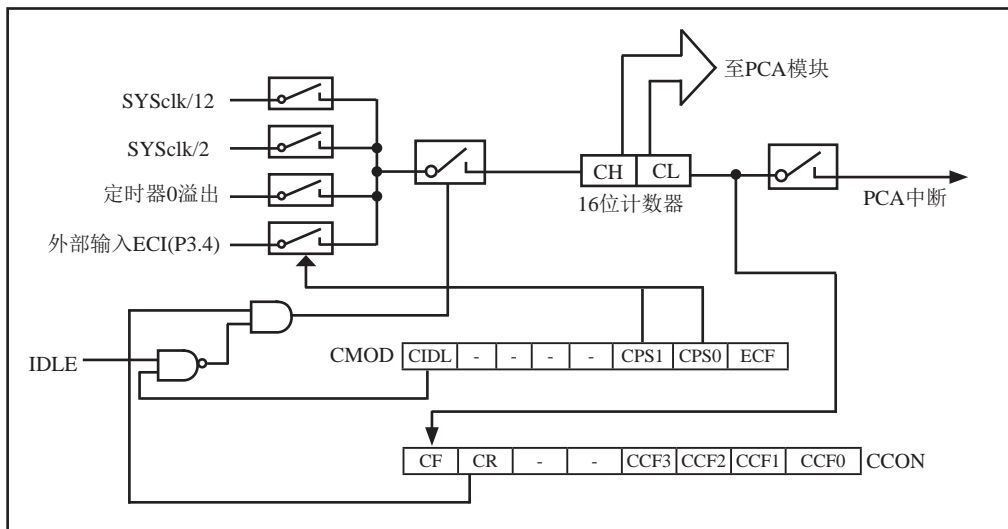 至PCA模块
SYSclk/12
SYSclk/2
定时器0溢出
外部输入ECI(P3.4)
CH CL
16位计数器
PCA中断
IDLE
CMOD CIDL - - - - CPS1 CPS0 ECF
CF CR - - CCF3 CCF2 CCF1 CCF0 CCON